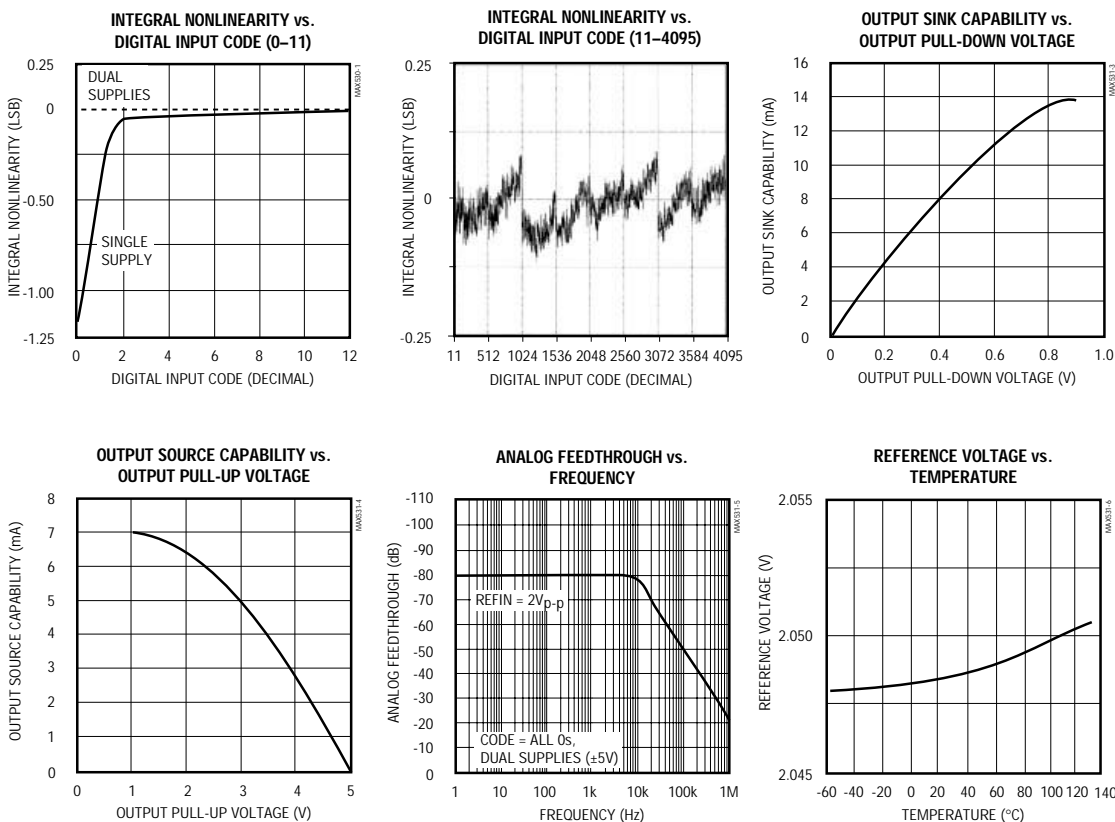 INTEGRAL NONLINEARITY vs.
DIGITAL INPUT CODE (0–11)
0.25
0
-0.50
-1.00
-1.25
INTEGRAL NONLINEARITY (LSB)
DUAL
SUPPLIES
SINGLE
SUPPLY
MAX530-1
0 2 4 6 8 10 12
DIGITAL INPUT CODE (DECIMAL)
INTEGRAL NONLINEARITY vs.
DIGITAL INPUT CODE (11–4095)
0.25
0
-0.25
INTEGRAL NONLINEARITY (LSB)
11 512 1024 1536 2048 2560 3072 3584 4095
DIGITAL INPUT CODE (DECIMAL)
OUTPUT SINK CAPABILITY vs.
OUTPUT PULL-DOWN VOLTAGE
16
14
12
10
8
6
4
2
0
OUTPUT SINK CAPABILITY (mA)
MAX531-3
0 0.2 0.4 0.6 0.8 1.0
OUTPUT PULL-DOWN VOLTAGE (V)
OUTPUT SOURCE CAPABILITY vs.
OUTPUT PULL-UP VOLTAGE
8
7
6
5
4
3
2
1
0
OUTPUT SOURCE CAPABILITY (mA)
MAX531-4
0 1 2 3 4 5
OUTPUT PULL-UP VOLTAGE (V)
ANALOG FEEDTHROUGH vs.
FREQUENCY
-110
-100
-90
-80
-70
-60
-50
-40
-30
-20
-10
0
ANALOG FEEDTHROUGH (dB)
REFIN = 2Vp-p
CODE = ALL 0s,
DUAL SUPPLIES (±5V)
MAX531-5
1 10 100 1k 10k 100k 1M
FREQUENCY (Hz)
REFERENCE VOLTAGE vs.
TEMPERATURE
2.055
2.050
2.045
REFERENCE VOLTAGE (V)
MAX531-6
-60 -40 -20 0 20 40 60 80 100 120 140
TEMPERATURE (°C)